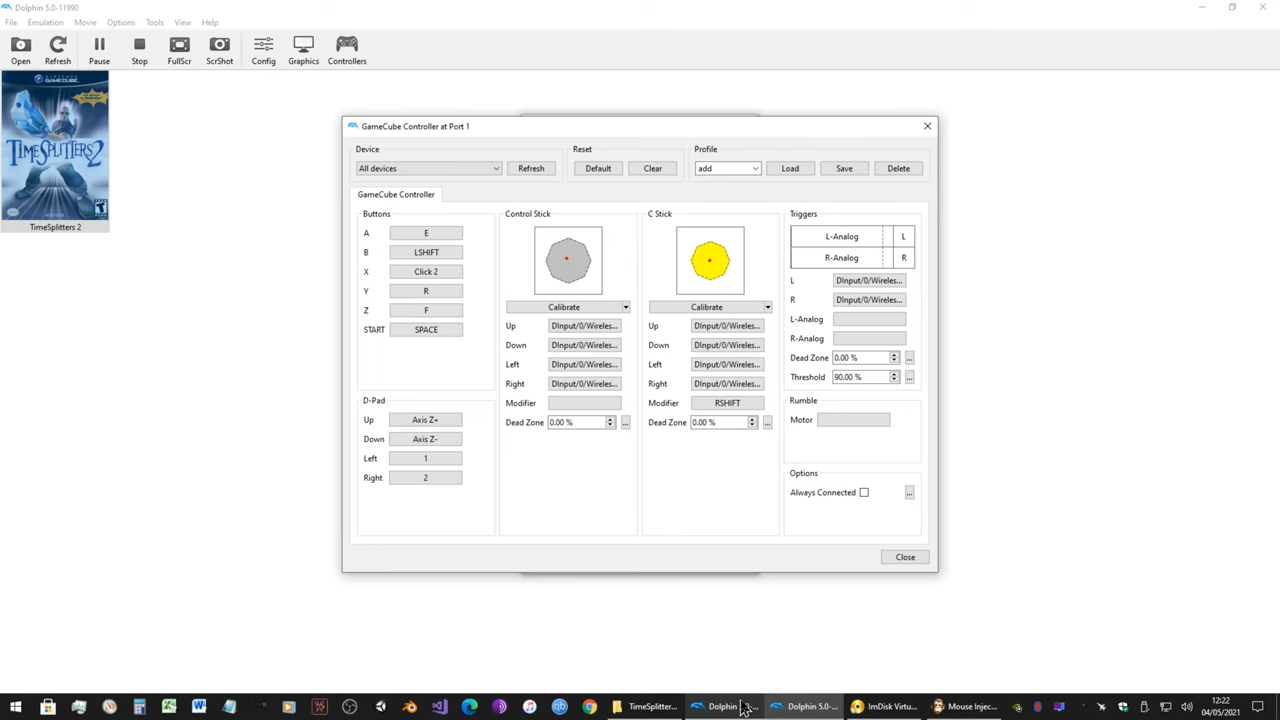 Dolphin 5.0-11990
File Emulation Movie Options Tools View Help
Open Refresh Pause Stop FullScr ScrShot Config Graphics Controllers
NINTENDO GAMECUBE
TIMESPLITTERS 2
TimeSplitters 2
GameCube Controller at Port 1
Device
All devices
Refresh
Reset
Default
Clear
Profile
add
Load
Save
Delete
GameCube Controller
Buttons
A E
B LSHIFT
X Click 2
Y R
Z F
START SPACE
D-Pad
Up Axis Z+
Down Axis Z-
Left 1
Right 2
Control Stick
Calibrate
Up DInput/0/Wireles...
Down DInput/0/Wireles...
Left DInput/0/Wireles...
Right DInput/0/Wireles...
Modifier
Dead Zone 0.00 % ...
C Stick
Calibrate
Up DInput/0/Wireles...
Down DInput/0/Wireles...
Left DInput/0/Wireles...
Right DInput/0/Wireles...
Modifier RSHIFT
Dead Zone 0.00 % ...
Triggers
L-Analog L
R-Analog R
L DInput/0/Wireles...
R DInput/0/Wireles...
L-Analog
R-Analog
Dead Zone 0.00 % ...
Threshold 90.00 % ...
Rumble
Motor
Options
Always Connected ...
Close
TimeSplitter... Dolphin Dolphin 5.0-... ImDisk Virtu... Mouse Injec...
12:22
04/05/2021